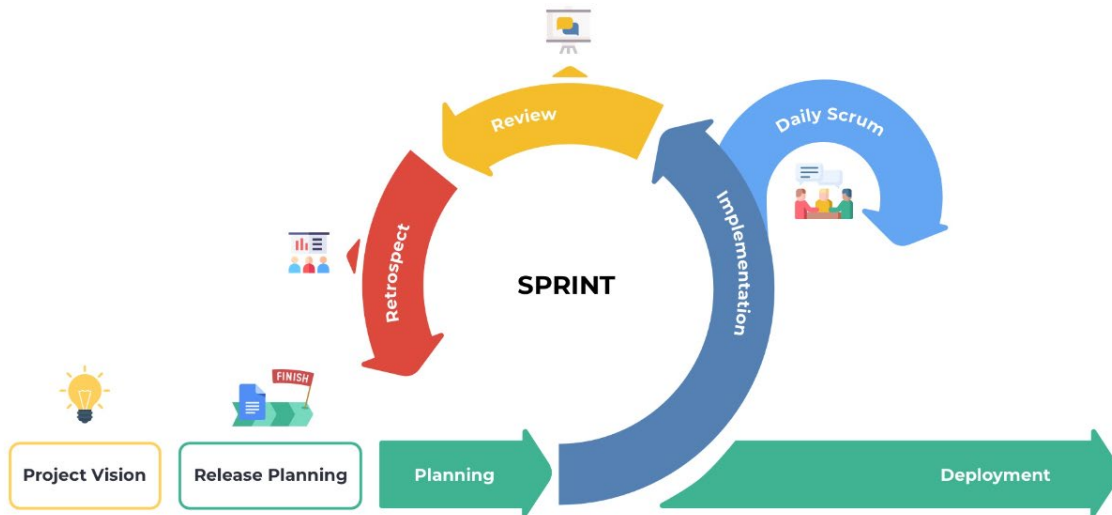 Review
Daily Scrum
Implementation
Retrospect
SPRINT
FINISH
Project Vision
Release Planning
Planning
Deployment